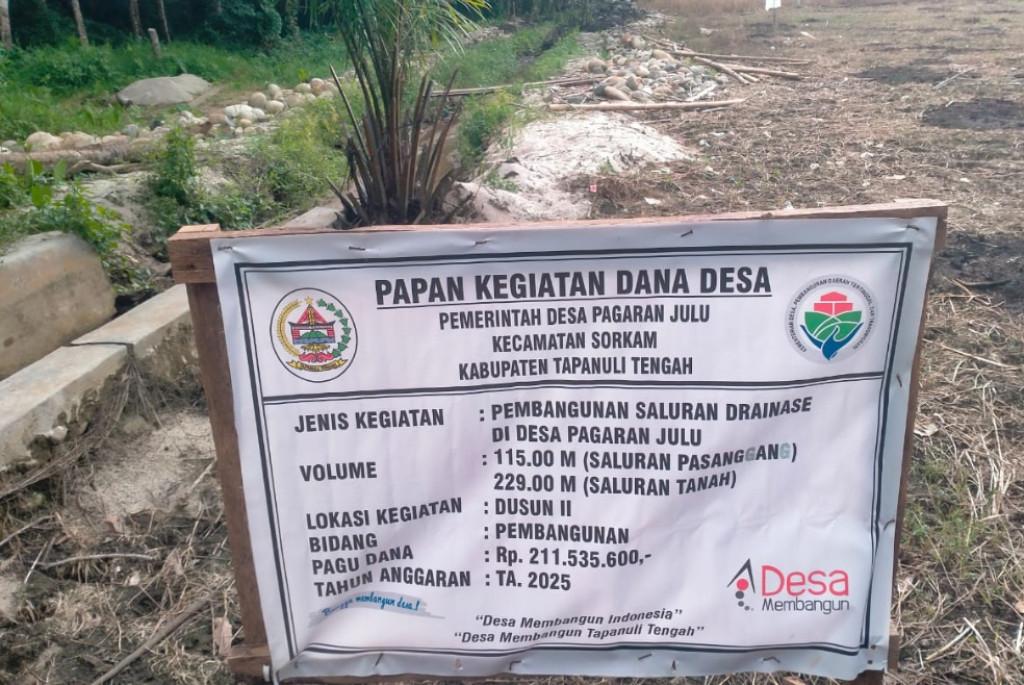 PAPAN KEGIATAN DANA DESA
PEMERINTAH DESA PAGARAN JULU
KECAMATAN SORKAM
KABUPATEN TAPANULI TENGAH
JENIS KEGIATAN : PEMBANGUNAN SALURAN DRAINASE
DI DESA PAGARAN JULU
VOLUME : 115.00 M (SALURAN PASANGGANG)
229.00 M (SALURAN TANAH)
LOKASI KEGIATAN : DUSUN II
BIDANG : PEMBANGUNAN
PAGU DANA : Rp. 211.535.600,-
TAHUN ANGGARAN : TA. 2025
membangun desa.!
Desa
Membangun
"Desa Membangun Indonesia"
"Desa Membangun Tapanuli Tengah"